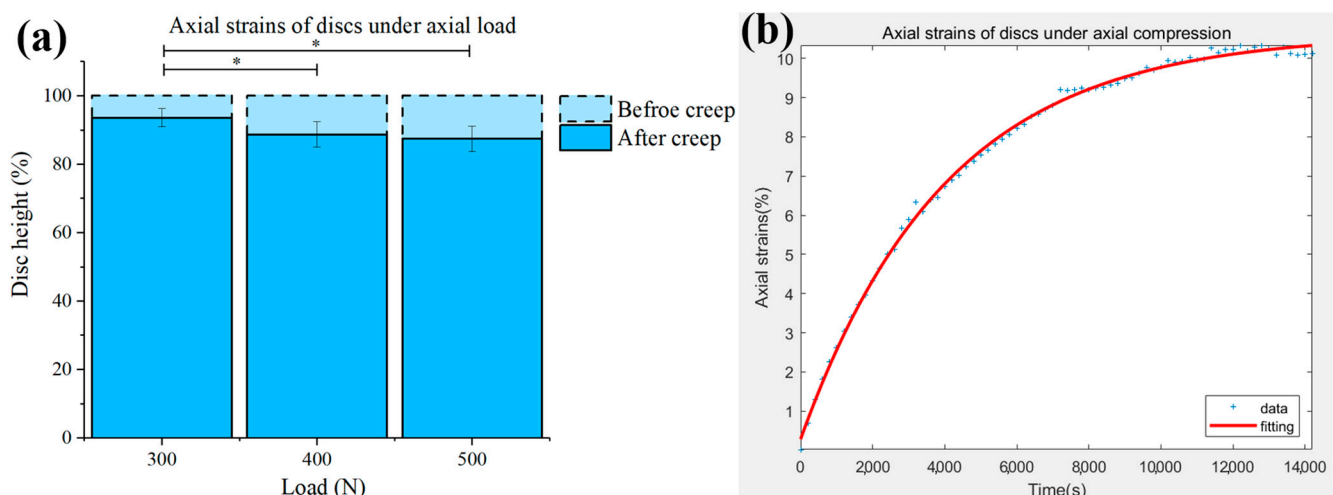 (a)
Axial strains of discs under axial load
*
*
Befroe creep
After creep
Disc height (%)
100
80
60
40
20
0
300 400 500
Load (N)
(b)
Axial strains of discs under axial compression
Axial strains(%)
10
9
8
7
6
5
4
3
2
1
data
fitting
0 2,000 4,000 6,000 8,000 10,000 12,000 14,000
Time(s)